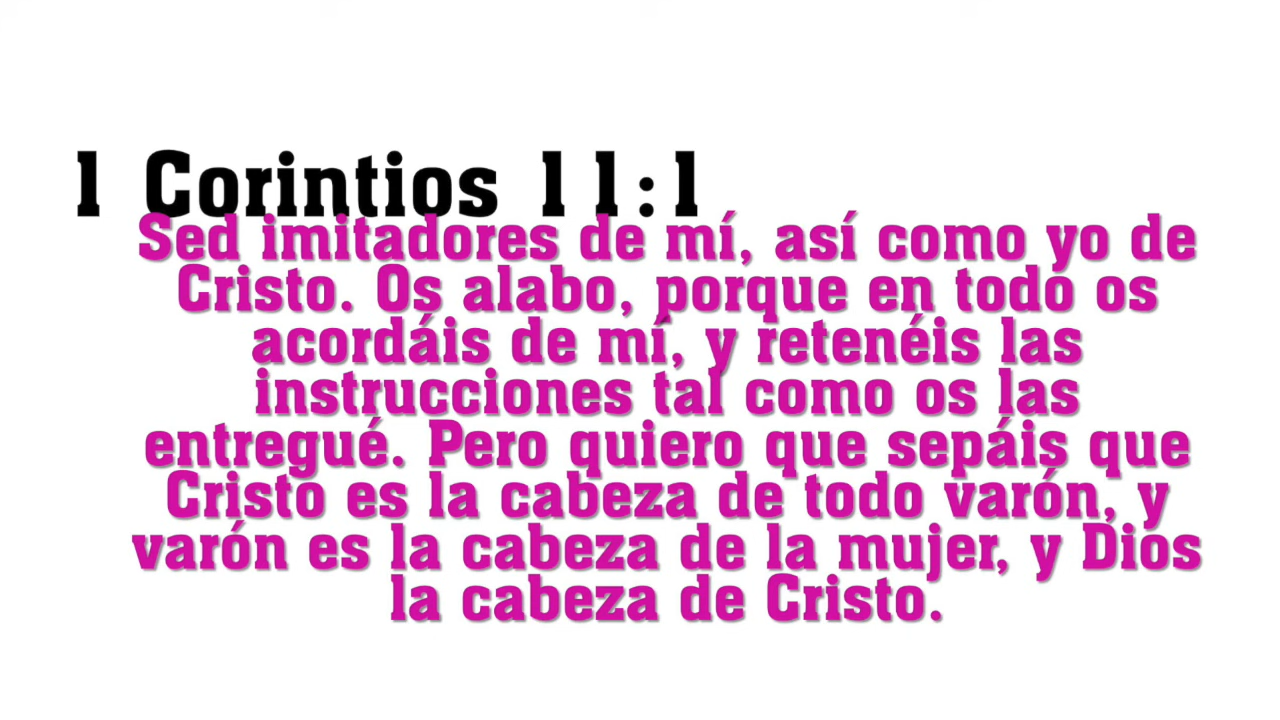 1 Corintios 11:1
Sed imitadores de mí, así como yo de
Cristo. Os alabo, porque en todo os
acordáis de mí, y retenéis las
instrucciones tal como os las
entregué. Pero quiero que sepáis que
Cristo es la cabeza de todo varón, y
varón es la cabeza de la mujer, y Dios
la cabeza de Cristo.